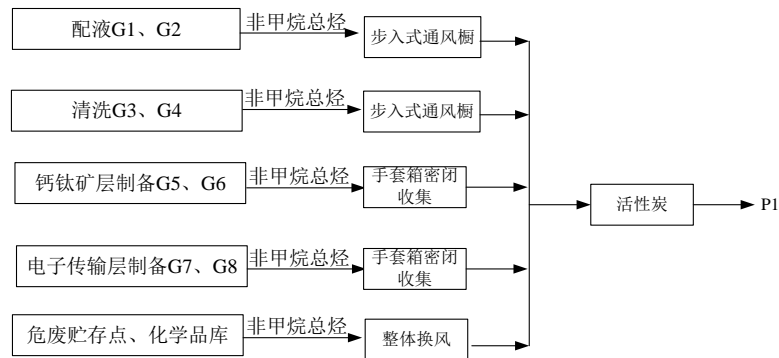 配液G1、G2
非甲烷总烃
步入式通风橱
清洗G3、G4
非甲烷总烃
步入式通风橱
钙钛矿层制备G5、G6
非甲烷总烃
手套箱密闭
收集
活性炭
P1
电子传输层制备G7、G8
非甲烷总烃
手套箱密闭
收集
危废贮存点、化学品库
非甲烷总烃
整体换风